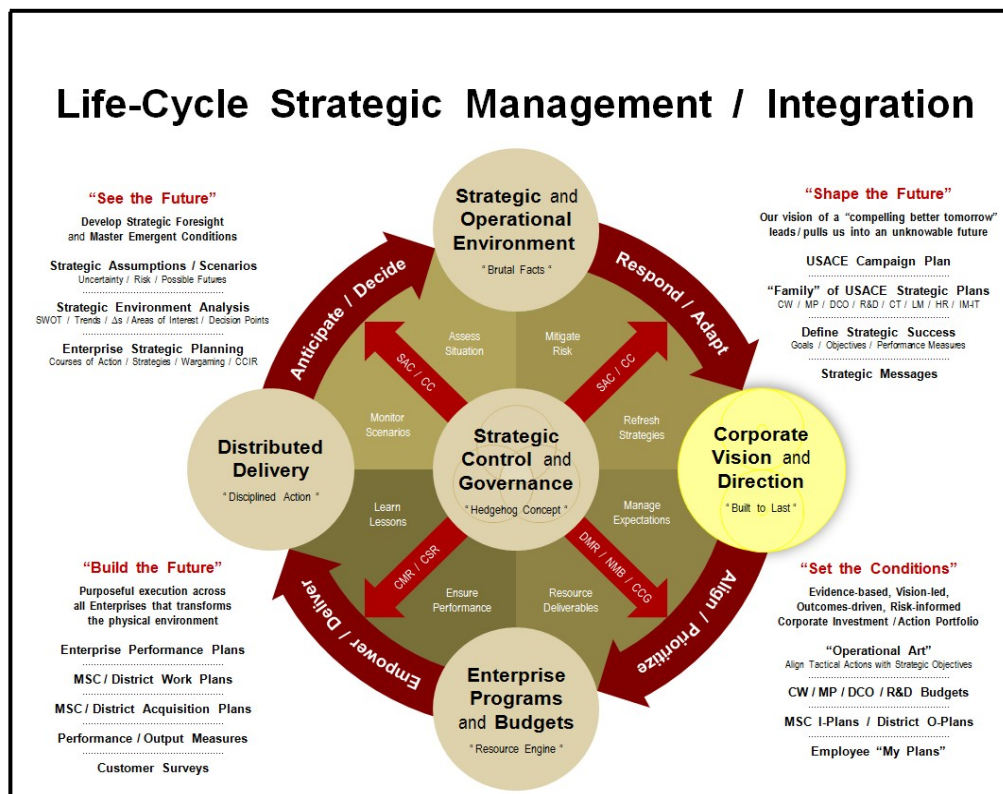 Life-Cycle Strategic Management / Integration
“See the Future”
Develop Strategic Foresight
and Master Emergent Conditions
Strategic Assumptions / Scenarios
Uncertainty / Risk / Possible Futures
Strategic Environment Analysis
SWOT / Trends / Δs / Areas of Interest / Decision Points
Enterprise Strategic Planning
Courses of Action / Strategies / Wargaming / CCIR
“Shape the Future”
Our vision of a “compelling better tomorrow”
leads / pulls us into an unknowable future
USACE Campaign Plan
“Family” of USACE Strategic Plans
CW / MP / DCO / R&D / CT / LM / HR / IM-IT
Define Strategic Success
Goals / Objectives / Performance Measures
Strategic Messages
Strategic and
Operational
Environment
“ Brutal Facts ”
Anticipate / Decide
Respond / Adapt
Assess
Situation
Mitigate
Risk
SAC / CC
SAC / CC
Monitor
Scenarios
Refresh
Strategies
Distributed
Delivery
“ Disciplined Action ”
Strategic
Control and
Governance
“ Hedgehog Concept ”
Corporate
Vision and
Direction
“ Built to Last ”
Learn
Lessons
Manage
Expectations
CMR / CSR
DMR / NMB / CCG
Ensure
Performance
Resource
Deliverables
Empower / Deliver
Align / Prioritize
Enterprise
Programs
and Budgets
“ Resource Engine ”
“Build the Future”
Purposeful execution across
all Enterprises that transforms
the physical environment
Enterprise Performance Plans
MSC / District Work Plans
MSC / District Acquisition Plans
Performance / Output Measures
Customer Surveys
“Set the Conditions”
Evidence-based, Vision-led,
Outcomes-driven, Risk-informed
Corporate Investment / Action Portfolio
“Operational Art”
Align Tactical Actions with Strategic Objectives
CW / MP / DCO / R&D Budgets
MSC I-Plans / District O-Plans
Employee “My Plans”